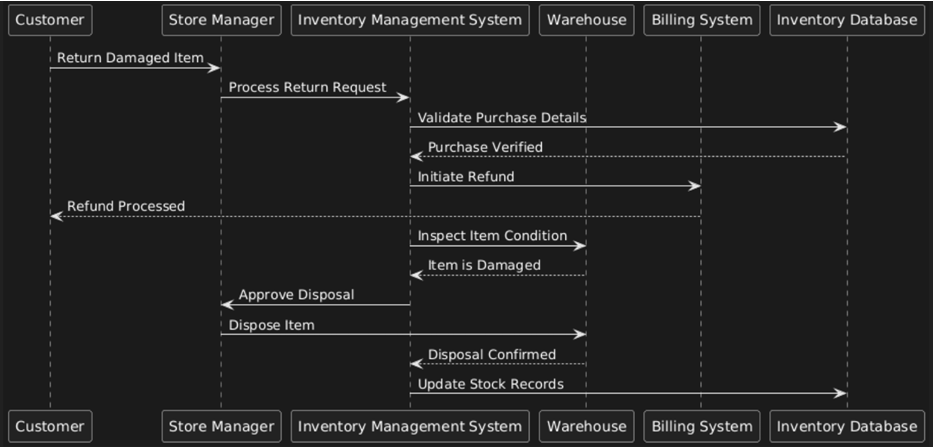 Customer Store Manager Inventory Management System Warehouse Billing System Inventory Database
Return Damaged Item
Process Return Request
Validate Purchase Details
Purchase Verified
Initiate Refund
Refund Processed
Inspect Item Condition
Item is Damaged
Approve Disposal
Dispose Item
Disposal Confirmed
Update Stock Records
Customer Store Manager Inventory Management System Warehouse Billing System Inventory Database